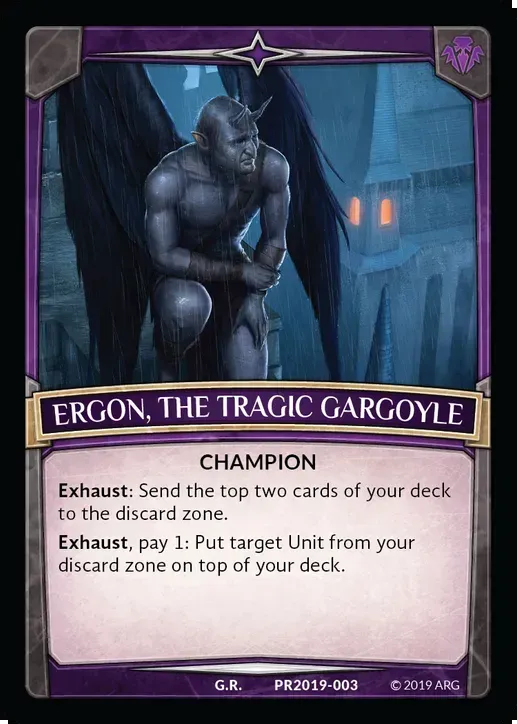 ERGON, THE TRAGIC GARGOYLE
CHAMPION
Exhaust: Send the top two cards of your deck
to the discard zone.
Exhaust, pay 1: Put target Unit from your
discard zone on top of your deck.
G.R. PR2019-003 © 2019 ARG